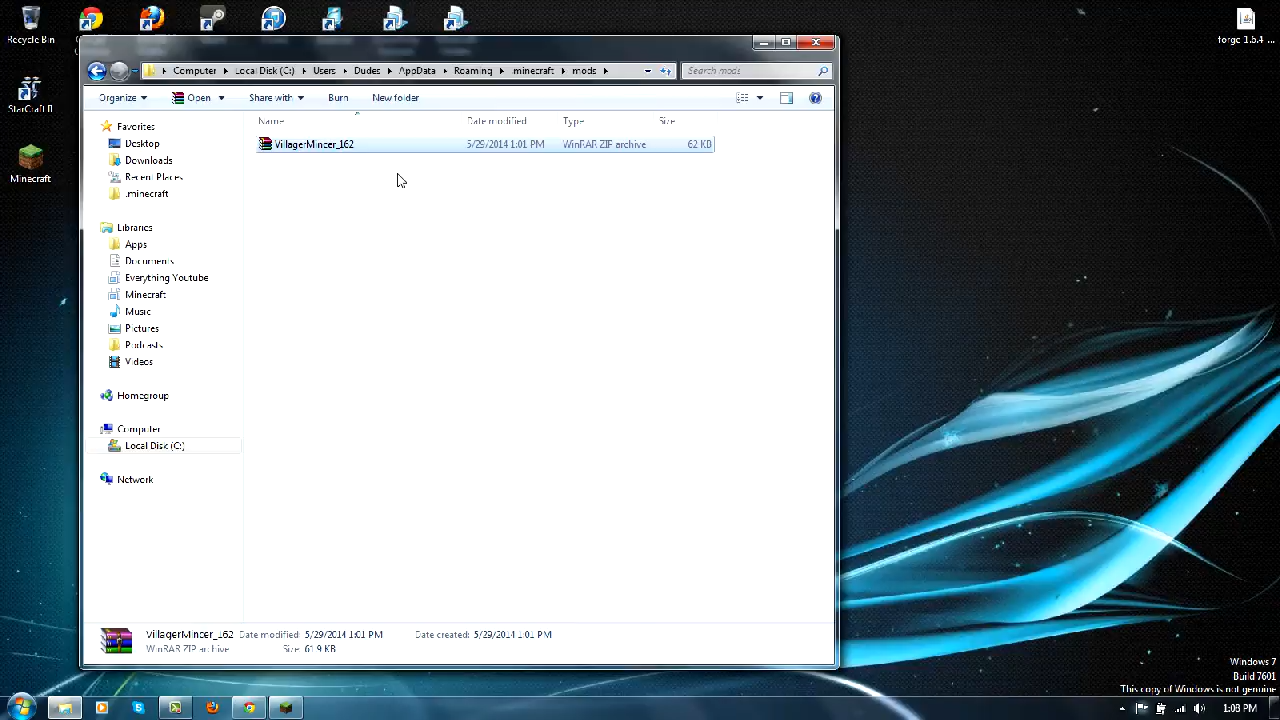 Recycle Bin
forge 1.6.4 ...
StarCraft II
Minecraft
Computer Local Disk (C:) Users Dudes AppData Roaming .minecraft mods
Search mods
Organize Open Share with Burn New folder
Name Date modified Type Size
VillagerMincer_162 5/29/2014 1:01 PM WinRAR ZIP archive 62 KB
Favorites
Desktop
Downloads
Recent Places
.minecraft
Libraries
Apps
Documents
Everything Youtube
Minecraft
Music
Pictures
Podcasts
Videos
Homegroup
Computer
Local Disk (C:)
Network
VillagerMincer_162 Date modified: 5/29/2014 1:01 PM Date created: 5/29/2014 1:01 PM
WinRAR ZIP archive Size: 61.9 KB
Windows 7
Build 7601
This copy of Windows is not genuine
1:08 PM